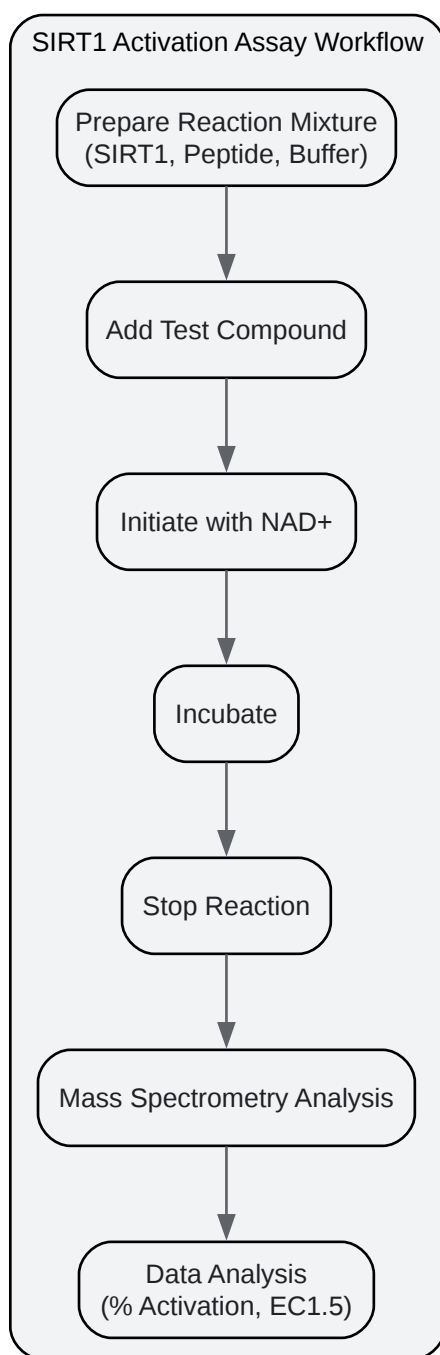 SIRT1 Activation Assay Workflow
Prepare Reaction Mixture
(SIRT1, Peptide, Buffer)
Add Test Compound
Initiate with NAD+
Incubate
Stop Reaction
Mass Spectrometry Analysis
Data Analysis
(% Activation, EC1.5)